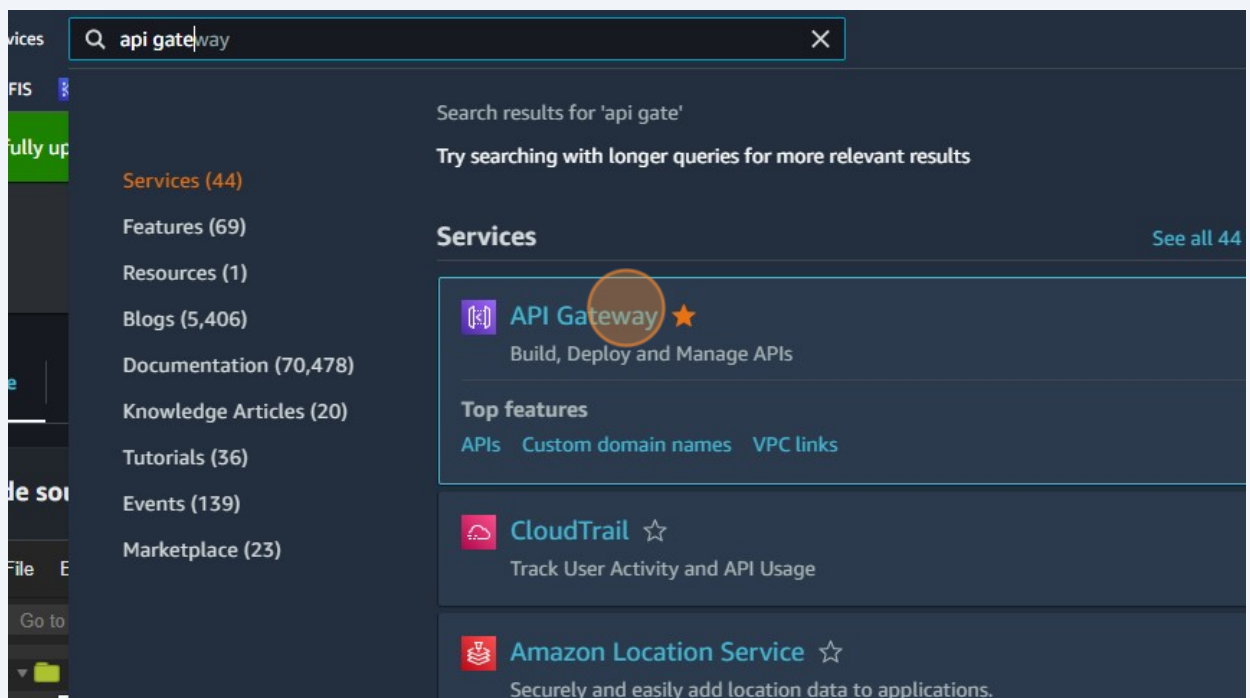 vices
api gateway
FIS
Search results for 'api gate'
fully up
Try searching with longer queries for more relevant results
Services (44)
Features (69)
Resources (1)
Blogs (5,406)
Documentation (70,478)
Knowledge Articles (20)
Tutorials (36)
Events (139)
Marketplace (23)
Services
See all 44
API Gateway
Build, Deploy and Manage APIs
Top features
APIs Custom domain names VPC links
CloudTrail
Track User Activity and API Usage
Amazon Location Service
Securely and easily add location data to applications.
e
de sou
File E
Go to